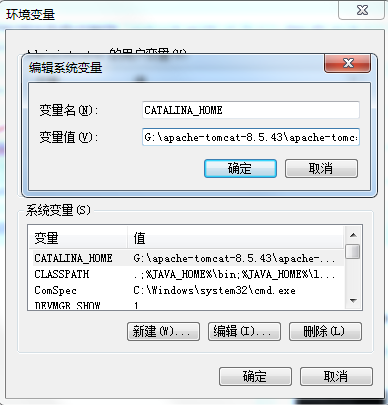 环境变量
的用户变量(U)
编辑系统变量
变量名(N): CATALINA_HOME
变量值(V): G:\apache-tomcat-8.5.43\apache-tomc
确定 取消
系统变量(S)
变量 值
CATALINA_HOME G:\apache-tomcat-8.5.43\apache-...
CLASSPATH .;%JAVA_HOME%\bin;%JAVA_HOME%\l...
ComSpec C:\Windows\system32\cmd.exe
DEVMGR_SHOW 1
新建(W)... 编辑(I)... 删除(L)
确定 取消